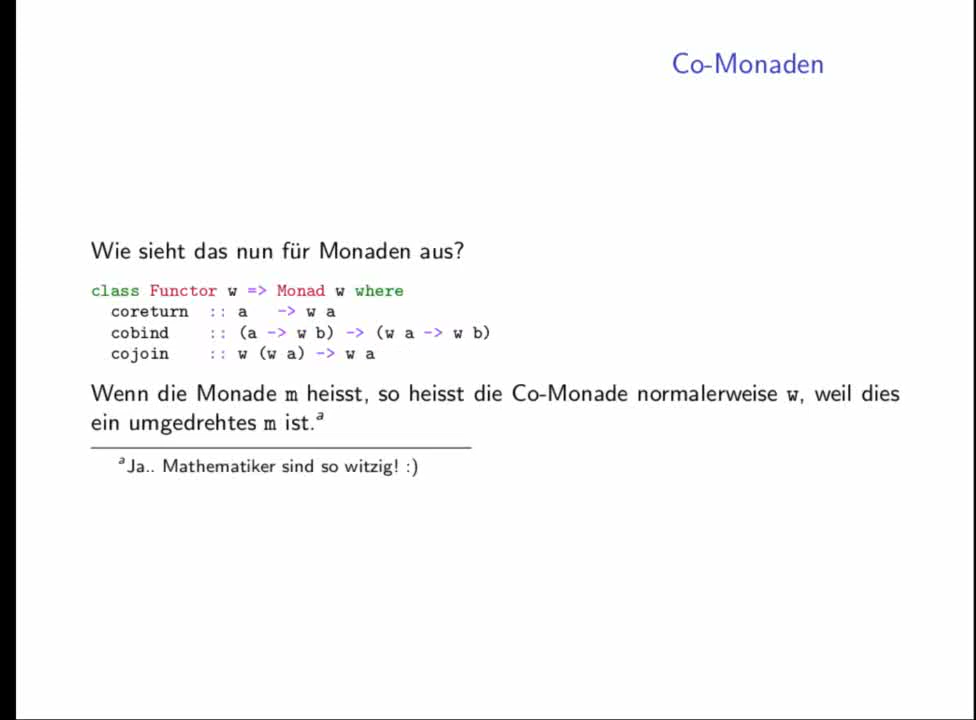 Co-Monaden
Wie sieht das nun für Monaden aus?
class Functor w => Monad w where
coreturn :: a -> w a
cobind :: (a -> w b) -> (w a -> w b)
cojoin :: w (w a) -> w a
Wenn die Monade m heisst, so heisst die Co-Monade normalerweise w, weil dies
ein umgedrehtes m ist.a
aJa.. Mathematiker sind so witzig! :)